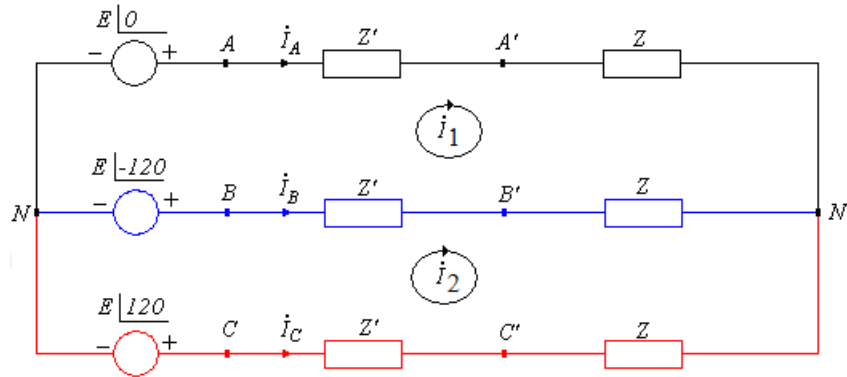 E 0
− + A İ_A Z' A' Z
İ_1
E -120
N − + B İ_B Z' B' Z N
İ_2
E 120
− + C İ_C Z' C' Z